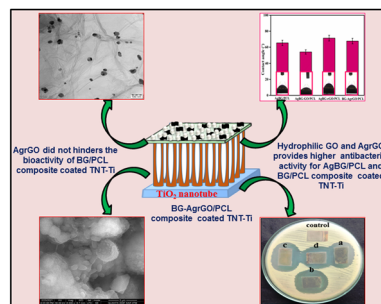 Contact angle (°)
AgrGO did not hinders the
bioactivity of BG/PCL
composite coated TNT-Ti
Hydrophilic GO and AgrGO
provides higher antibacterial
activity for AgBG/PCL and
BG/PCL composite coated
TNT-Ti
TiO2 nanotube
BG-AgrGO/PCL
composite coated TNT-Ti
control
c
d
a
b